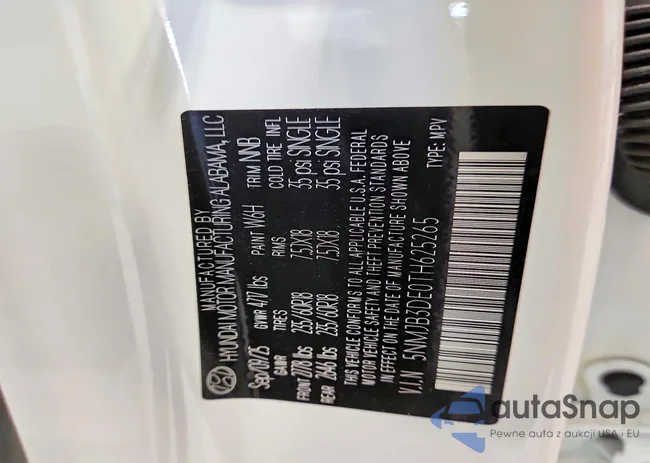 MANUFACTURED BY
HYUNDAI MOTOR MANUFACTURING ALABAMA, LLC
GVWR 4717 lbs PAINT W6H TRIM NNB
GAWR TIRES RIMS COLD TIRE INFL
FRONT 2778 lbs 235/60R18 7.5JX18 35 psi SINGLE
REAR 2646 lbs 235/60R18 7.5JX18 35 psi SINGLE
THIS VEHICLE CONFORMS TO ALL APPLICABLE U.S.A. FEDERAL
MOTOR VEHICLE SAFETY AND THEFT PREVENTION STANDARDS
IN EFFECT ON THE DATE OF MANUFACTURE SHOWN ABOVE
V.I.N 5NMJB3DE0TH625265 TYPE: MPV
autaSnap
Pewne auta z aukcji USA i EU